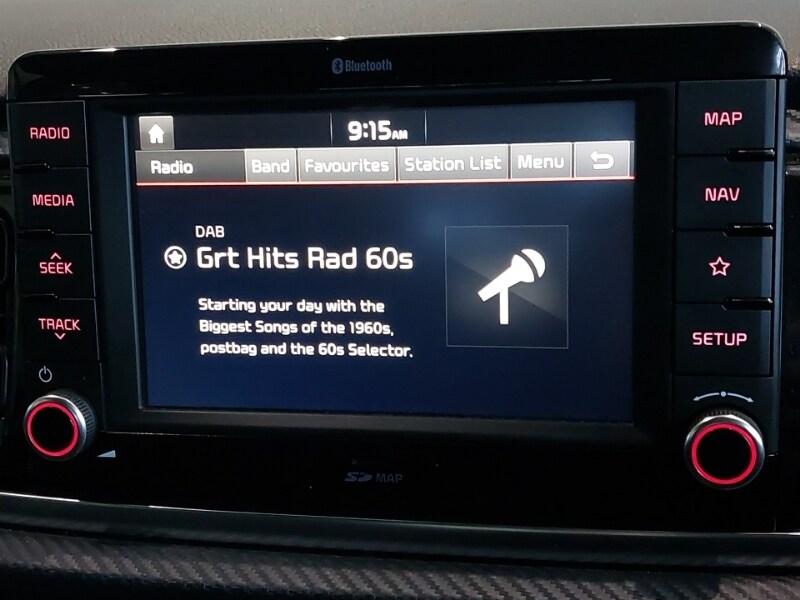 Bluetooth
RADIO
MEDIA
SEEK
TRACK
9:15AM
Radio
Band
Favourites
Station List
Menu
DAB
Grt Hits Rad 60s
Starting your day with the
Biggest Songs of the 1960s,
postbag and the 60s Selector.
MAP
NAV
SETUP
SD MAP